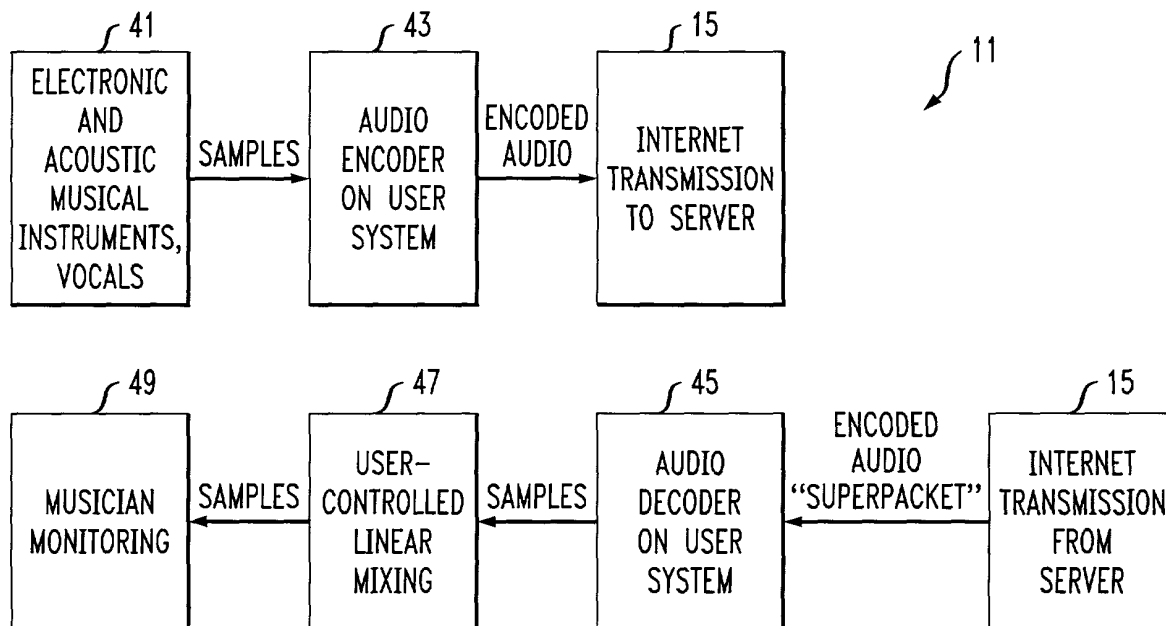 41
43
15
11
ELECTRONIC
AND
ACOUSTIC
MUSICAL
INSTRUMENTS,
VOCALS
SAMPLES
AUDIO
ENCODER
ON USER
SYSTEM
ENCODED
AUDIO
INTERNET
TRANSMISSION
TO SERVER
49
47
45
15
MUSICIAN
MONITORING
SAMPLES
USER-
CONTROLLED
LINEAR
MIXING
SAMPLES
AUDIO
DECODER
ON USER
SYSTEM
ENCODED
AUDIO
“SUPERPACKET”
INTERNET
TRANSMISSION
FROM
SERVER